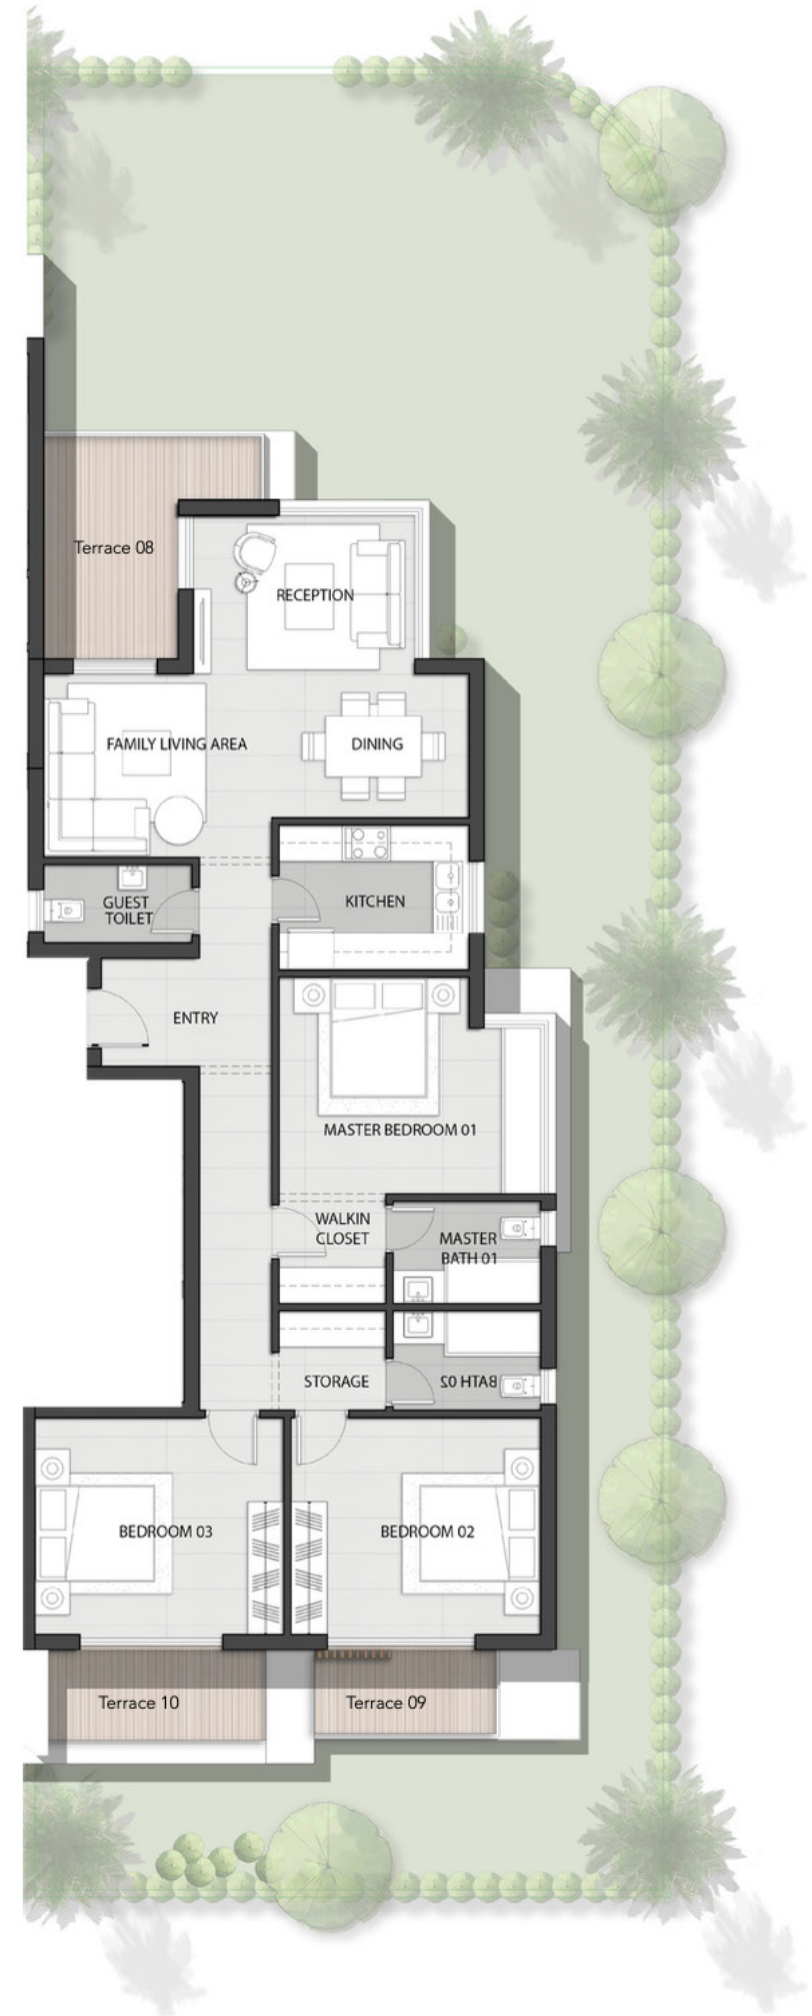 Terrace 08
RECEPTION
FAMILY LIVING AREA
DINING
GUEST
TOILET
KITCHEN
ENTRY
MASTER BEDROOM 01
WALKIN
CLOSET
MASTER
BATH 01
STORAGE
BATH 02
BEDROOM 03
BEDROOM 02
Terrace 10
Terrace 09